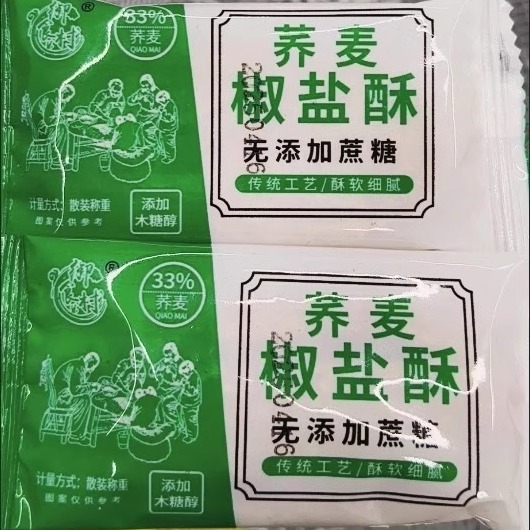 ®
33%
荞麦
QIAO MAI
荞麦
椒盐酥
无添加蔗糖
传统工艺/酥软细腻
计量方式：散装称重
图案仅供参考
添加
木糖醇
®
33%
荞麦
QIAO MAI
荞麦
椒盐酥
无添加蔗糖
传统工艺/酥软细腻
计量方式：散装称重
图案仅供参考
添加
木糖醇